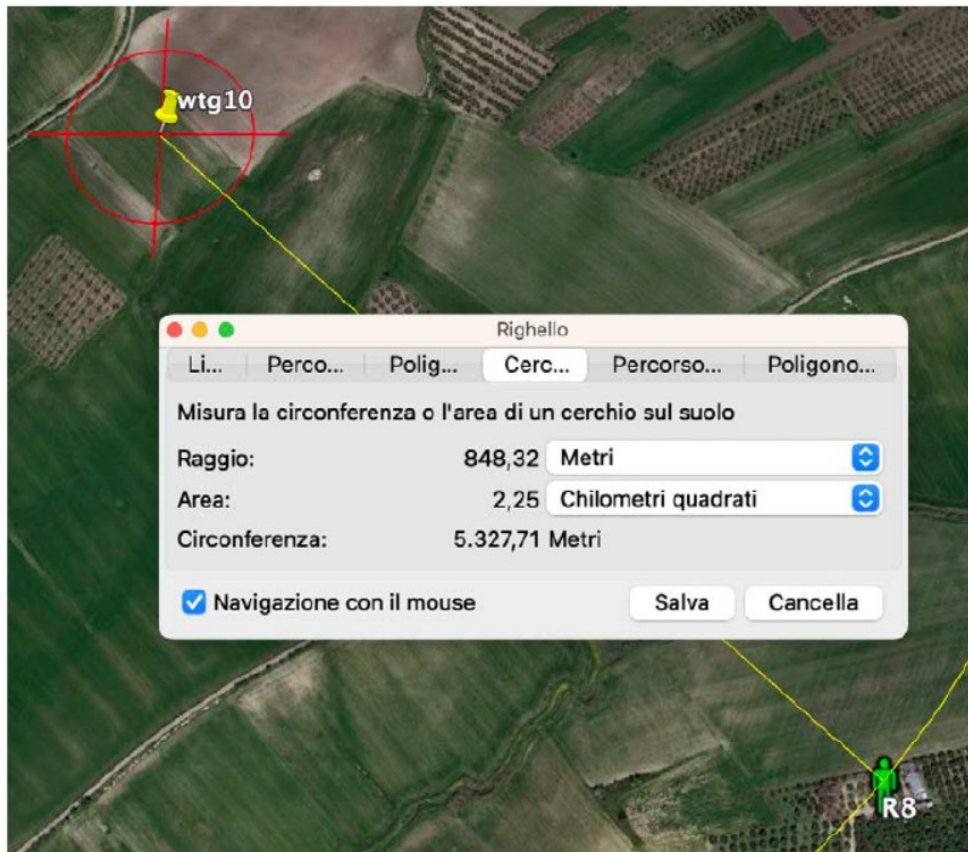 wtg10
Righello
Li... Perco... Polig... Cerc... Percorso... Poligono...
Misura la circonferenza o l'area di un cerchio sul suolo
Raggio: 848,32 Metri
Area: 2,25 Chilometri quadrati
Circonferenza: 5.327,71 Metri
Navigazione con il mouse Salva Cancella
R8